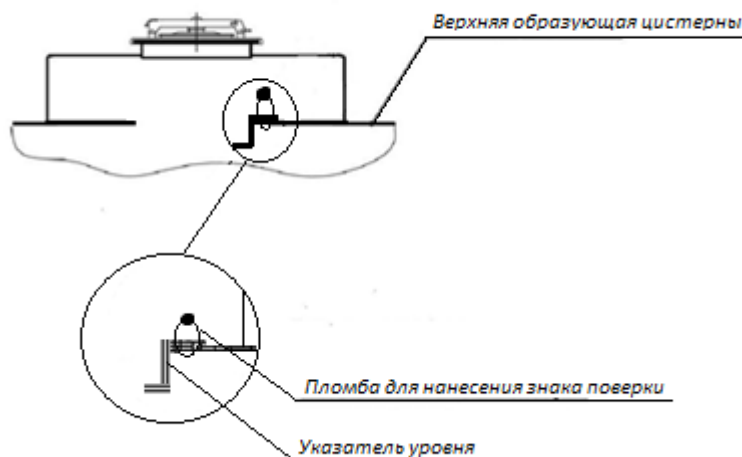 Верхняя образующая цистерны
Пломба для нанесения знака поверки
Указатель уровня